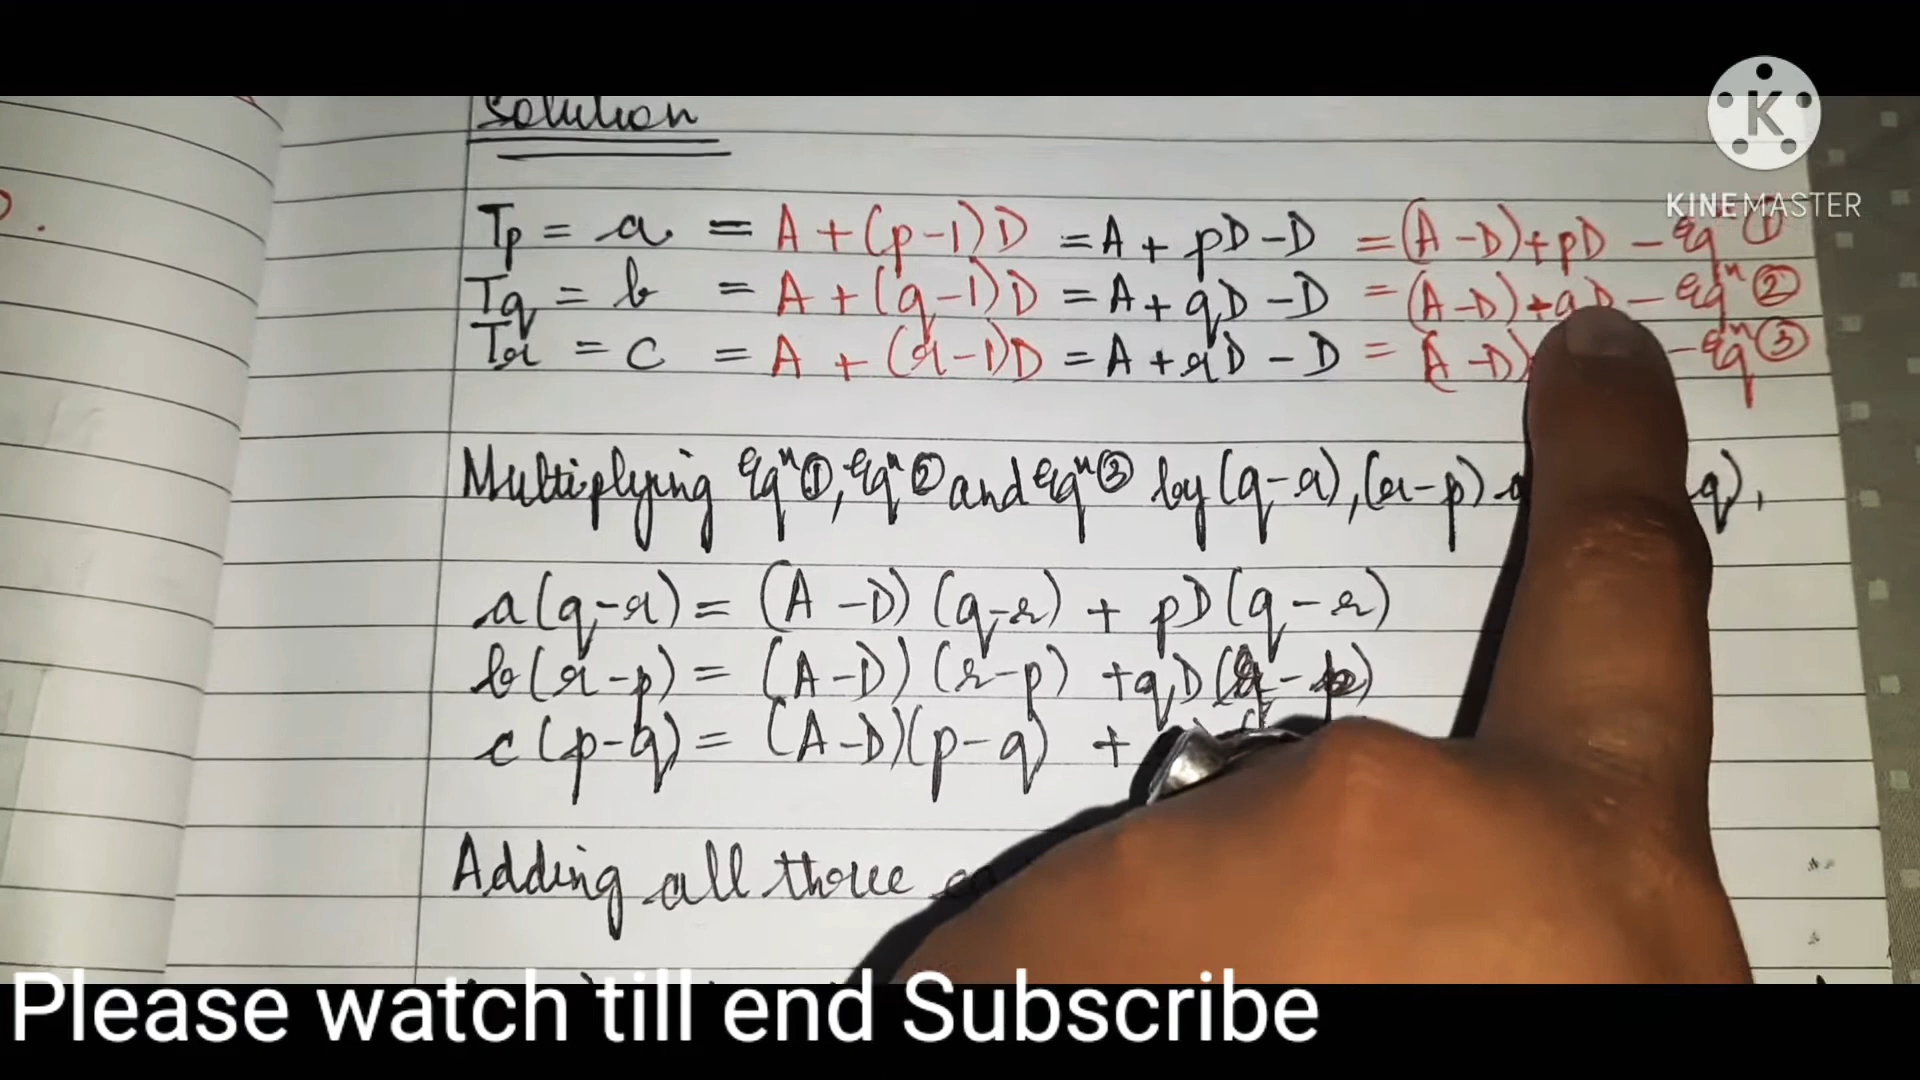 Solution
KINEMASTER
Tp = a = A + (p-1)D = A + pD - D = (A - D) + pD - Eqⁿ ①
Tq = b = A + (q-1)D = A + qD - D = (A - D) + qD - Eqⁿ ②
Tr = c = A + (r-1)D = A + rD - D = (A - D) - Eqⁿ ③
Multiplying Eqⁿ①, Eqⁿ② and Eqⁿ③ by (q-r), (r-p) q),
a(q-r) = (A-D) (q-r) + pD(q-r)
b(r-p) = (A-D) (r-p) + qD(
c(p-q) = (A-D)(p-q) +
Adding all three
Please watch till end Subscribe